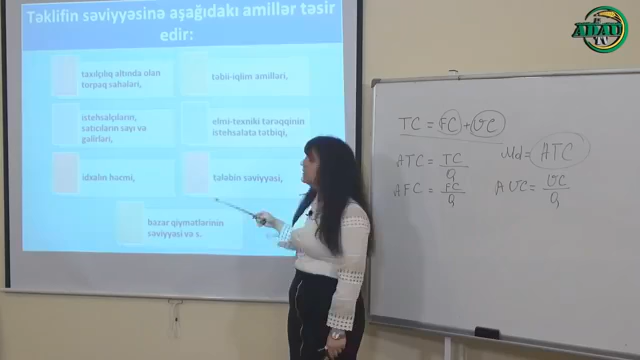 Təklifin səviyyəsinə aşağıdakı amillər təsir
edir:
taxılçılıq altında olan
torpaq sahələri,
təbii-iqlim amilləri,
istehsalçıların,
satıcıların sayı və
gəlirləri,
elmi-texniki tərəqqinin
istehsalata tətbiqi,
idxalın həcmi,
tələbin səviyyəsi,
bazar qiymətlərinin
səviyyəsi və s.
TC = FC + VC
ATC = TC / Q
Md = ATC
AFC = FC / Q
AVC = VC / Q
ADAU
TV